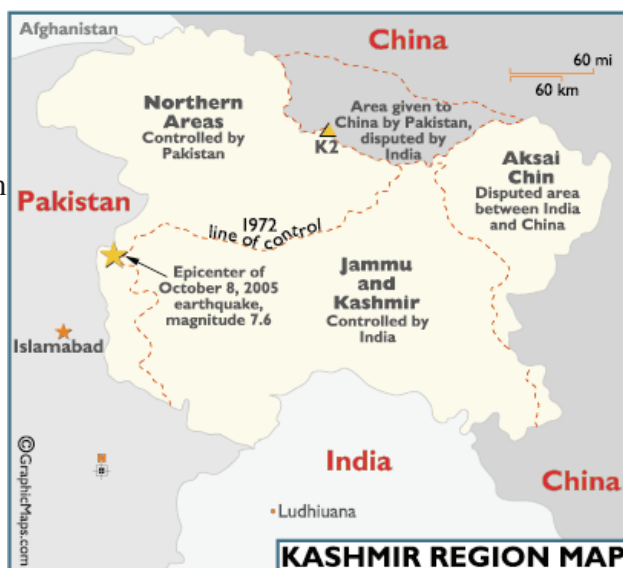 Afghanistan
China
60 mi
60 km
Northern
Areas
Controlled by
Pakistan
Area given to
China by Pakistan,
disputed by
India
K2
Aksai
Chin
Disputed area
between India
and China
n
Pakistan
1972
line of control
Epicenter of
October 8, 2005
earthquake,
magnitude 7.6
Jammu
and
Kashmir
Controlled by
India
Islamabad
©GraphicMaps.com
India
China
Ludhiuana
KASHMIR REGION MAP